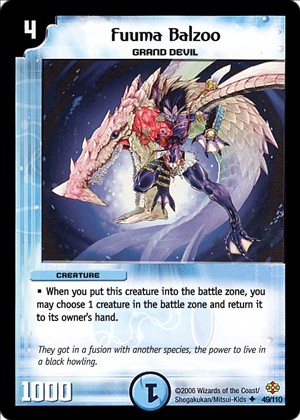 4
Fuuma Balzoo
GRAND DEVIL
CREATURE
▪ When you put this creature into the battle zone, you
may choose 1 creature in the battle zone and return it
to its owner's hand.
They got in a fusion with another species, the power to live in
a black howling.
1000
©2006 Wizards of the Coast/
Shogakukan/Mitsui-Kids ♦ 49/110